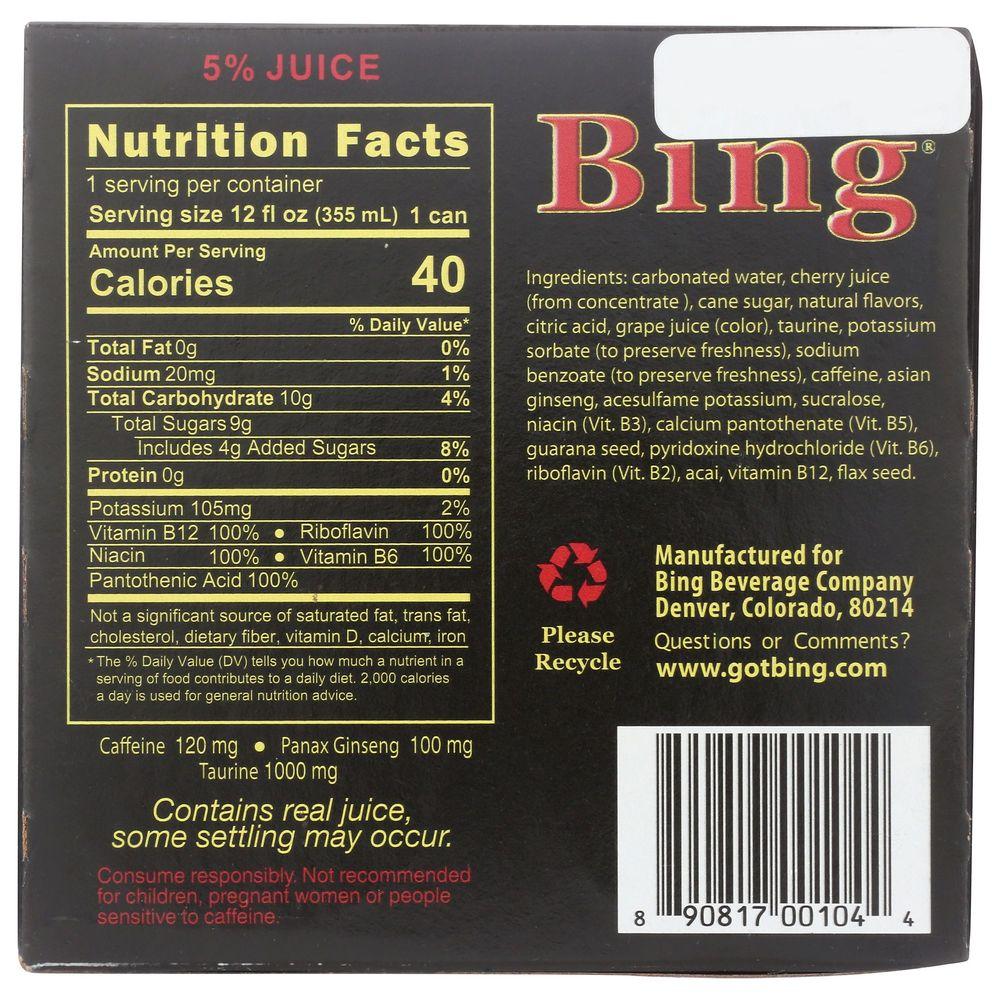 5% JUICE
Nutrition Facts
1 serving per container
Serving size 12 fl oz (355 mL) 1 can
Amount Per Serving
Calories 40
% Daily Value*
Total Fat 0g 0%
Sodium 20mg 1%
Total Carbohydrate 10g 4%
Total Sugars 9g
Includes 4g Added Sugars 8%
Protein 0g 0%
Potassium 105mg 2%
Vitamin B12 100% • Riboflavin 100%
Niacin 100% • Vitamin B6 100%
Pantothenic Acid 100%
Not a significant source of saturated fat, trans fat,
cholesterol, dietary fiber, vitamin D, calcium, iron
* The % Daily Value (DV) tells you how much a nutrient in a
serving of food contributes to a daily diet. 2,000 calories
a day is used for general nutrition advice.
Caffeine 120 mg • Panax Ginseng 100 mg
Taurine 1000 mg
Contains real juice,
some settling may occur.
Consume responsibly. Not recommended
for children, pregnant women or people
sensitive to caffeine.
Bing®
Ingredients: carbonated water, cherry juice
(from concentrate ), cane sugar, natural flavors,
citric acid, grape juice (color), taurine, potassium
sorbate (to preserve freshness), sodium
benzoate (to preserve freshness), caffeine, asian
ginseng, acesulfame potassium, sucralose,
niacin (Vit. B3), calcium pantothenate (Vit. B5),
guarana seed, pyridoxine hydrochloride (Vit. B6),
riboflavin (Vit. B2), acai, vitamin B12, flax seed.
Please
Recycle
Manufactured for
Bing Beverage Company
Denver, Colorado, 80214
Questions or Comments?
www.gotbing.com
8 90817 00104 4